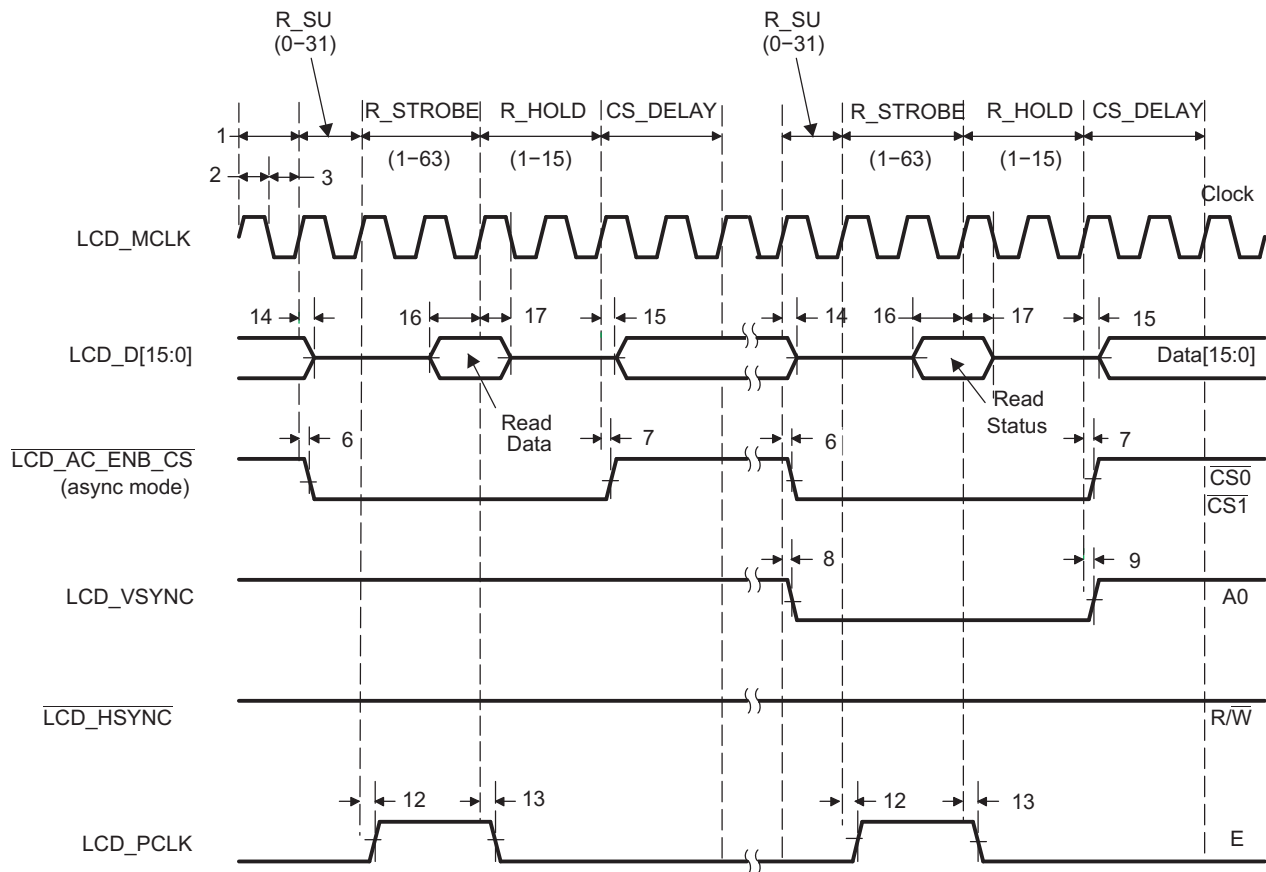 R_SU
(0−31)
R_SU
(0−31)
R_STROBE R_HOLD CS_DELAY R_STROBE R_HOLD CS_DELAY
1
(1−63) (1−15) (1−63) (1−15)
2 3
Clock
LCD_MCLK
14 16 17 15 14 16 17 15
LCD_D[15:0] Data[15:0]
Read
Data
Read
Status
6 7 6 7
LCD_AC_ENB_CS
(async mode)
CS0
CS1
8 9
LCD_VSYNC A0
LCD_HSYNC R/W
12 13 12 13
LCD_PCLK E